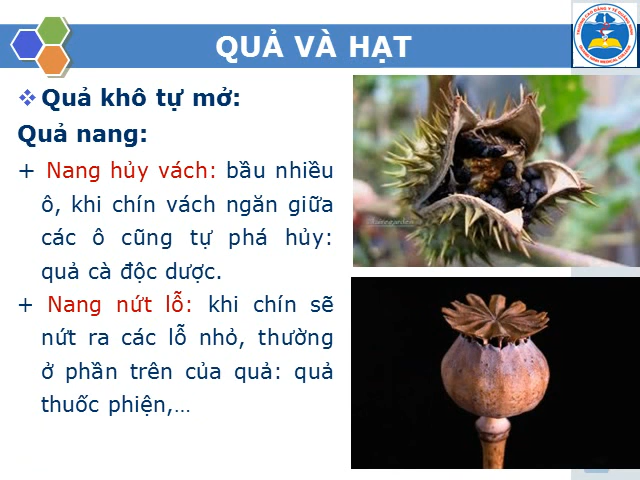 QUẢ VÀ HẠT
Quả khô tự mở:
Quả nang:
+ Nang hủy vách: bầu nhiều
ô, khi chín vách ngăn giữa
các ô cũng tự phá hủy:
quả cà độc dược.
+ Nang nứt lỗ: khi chín sẽ
nứt ra các lỗ nhỏ, thường
ở phần trên của quả: quả
thuốc phiện,…